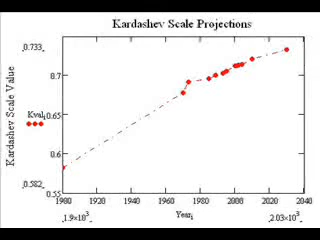 Kardashev Scale Projections
,0.733,
0.7
Kardashev Scale Value
Kval i
0.65
0.6
,0.582,
0.55
1900 1920 1940 1960 1980 2000 2020 2040
,1.9×10³, Year i ,2.03×10³,